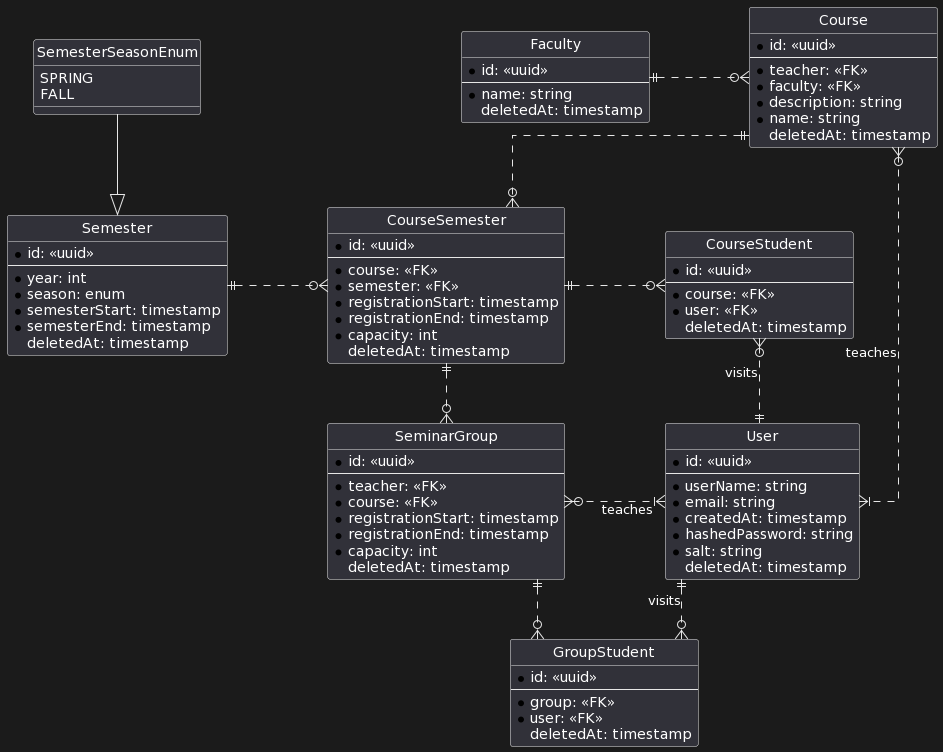 SemesterSeasonEnum
SPRING
FALL
Faculty
id: «uuid»
name: string
deletedAt: timestamp
Course
id: «uuid»
teacher: «FK»
faculty: «FK»
description: string
name: string
deletedAt: timestamp
Semester
id: «uuid»
year: int
season: enum
semesterStart: timestamp
semesterEnd: timestamp
deletedAt: timestamp
CourseSemester
id: «uuid»
course: «FK»
semester: «FK»
registrationStart: timestamp
registrationEnd: timestamp
capacity: int
deletedAt: timestamp
CourseStudent
id: «uuid»
course: «FK»
user: «FK»
deletedAt: timestamp
teaches
visits
SeminarGroup
id: «uuid»
teacher: «FK»
course: «FK»
registrationStart: timestamp
registrationEnd: timestamp
capacity: int
deletedAt: timestamp
teaches
User
id: «uuid»
userName: string
email: string
createdAt: timestamp
hashedPassword: string
salt: string
deletedAt: timestamp
visits
GroupStudent
id: «uuid»
group: «FK»
user: «FK»
deletedAt: timestamp